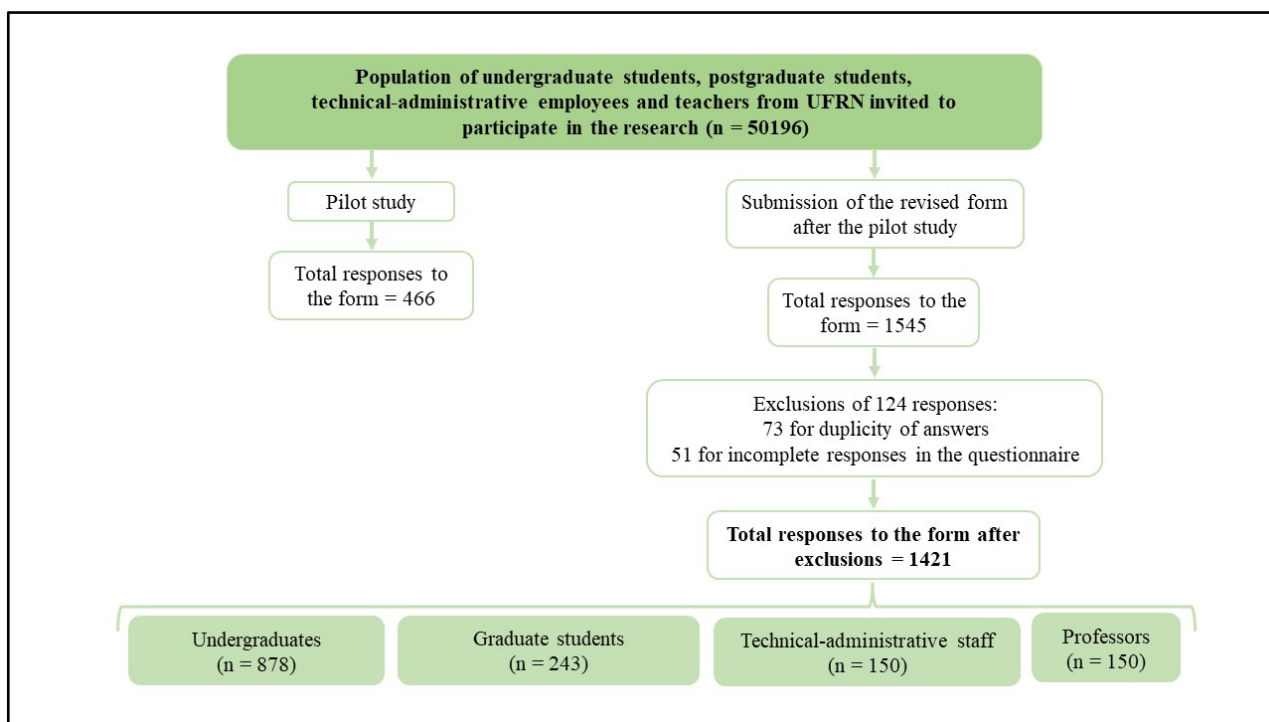 Population of undergraduate students, postgraduate students,
technical-administrative employees and teachers from UFRN invited to
participate in the research (n = 50196)
Pilot study
Total responses to
the form = 466
Submission of the revised form
after the pilot study
Total responses to the
form = 1545
Exclusions of 124 responses:
73 for duplicity of answers
51 for incomplete responses in the questionnaire
Total responses to the form after
exclusions = 1421
Undergraduates
(n = 878)
Graduate students
(n = 243)
Technical-administrative staff
(n = 150)
Professors
(n = 150)